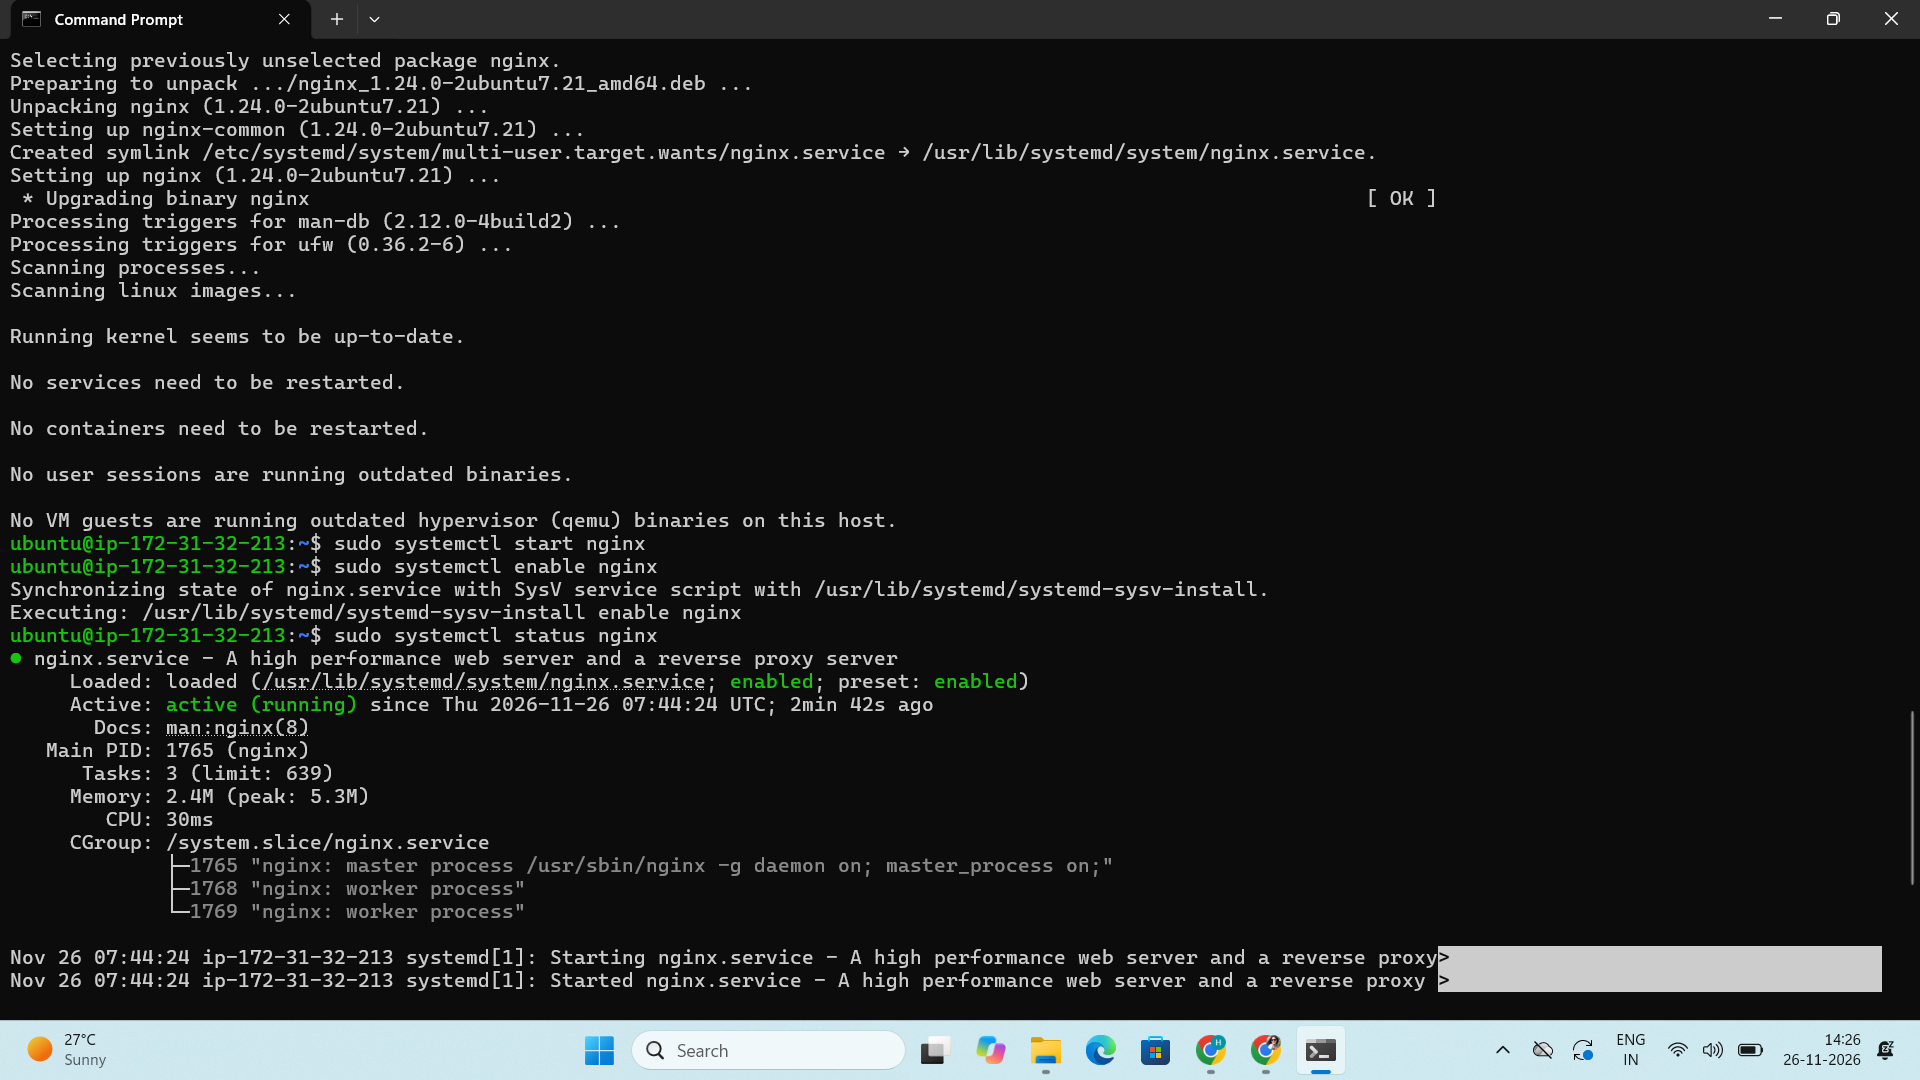 Command Prompt
Selecting previously unselected package nginx.
Preparing to unpack .../nginx_1.24.0-2ubuntu7.21_amd64.deb ...
Unpacking nginx (1.24.0-2ubuntu7.21) ...
Setting up nginx-common (1.24.0-2ubuntu7.21) ...
Created symlink /etc/systemd/system/multi-user.target.wants/nginx.service → /usr/lib/systemd/system/nginx.service.
Setting up nginx (1.24.0-2ubuntu7.21) ...
* Upgrading binary nginx [ OK ]
Processing triggers for man-db (2.12.0-4build2) ...
Processing triggers for ufw (0.36.2-6) ...
Scanning processes...
Scanning linux images...
Running kernel seems to be up-to-date.
No services need to be restarted.
No containers need to be restarted.
No user sessions are running outdated binaries.
No VM guests are running outdated hypervisor (qemu) binaries on this host.
ubuntu@ip-172-31-32-213:~$ sudo systemctl start nginx
ubuntu@ip-172-31-32-213:~$ sudo systemctl enable nginx
Synchronizing state of nginx.service with SysV service script with /usr/lib/systemd/systemd-sysv-install.
Executing: /usr/lib/systemd/systemd-sysv-install enable nginx
ubuntu@ip-172-31-32-213:~$ sudo systemctl status nginx
● nginx.service - A high performance web server and a reverse proxy server
Loaded: loaded (/usr/lib/systemd/system/nginx.service; enabled; preset: enabled)
Active: active (running) since Thu 2026-11-26 07:44:24 UTC; 2min 42s ago
Docs: man:nginx(8)
Main PID: 1765 (nginx)
Tasks: 3 (limit: 639)
Memory: 2.4M (peak: 5.3M)
CPU: 30ms
CGroup: /system.slice/nginx.service
├─1765 "nginx: master process /usr/sbin/nginx -g daemon on; master_process on;"
├─1768 "nginx: worker process"
└─1769 "nginx: worker process"
Nov 26 07:44:24 ip-172-31-32-213 systemd[1]: Starting nginx.service - A high performance web server and a reverse proxy>
Nov 26 07:44:24 ip-172-31-32-213 systemd[1]: Started nginx.service - A high performance web server and a reverse proxy >
27°C
Sunny
Search
ENG
IN
14:26
26-11-2026